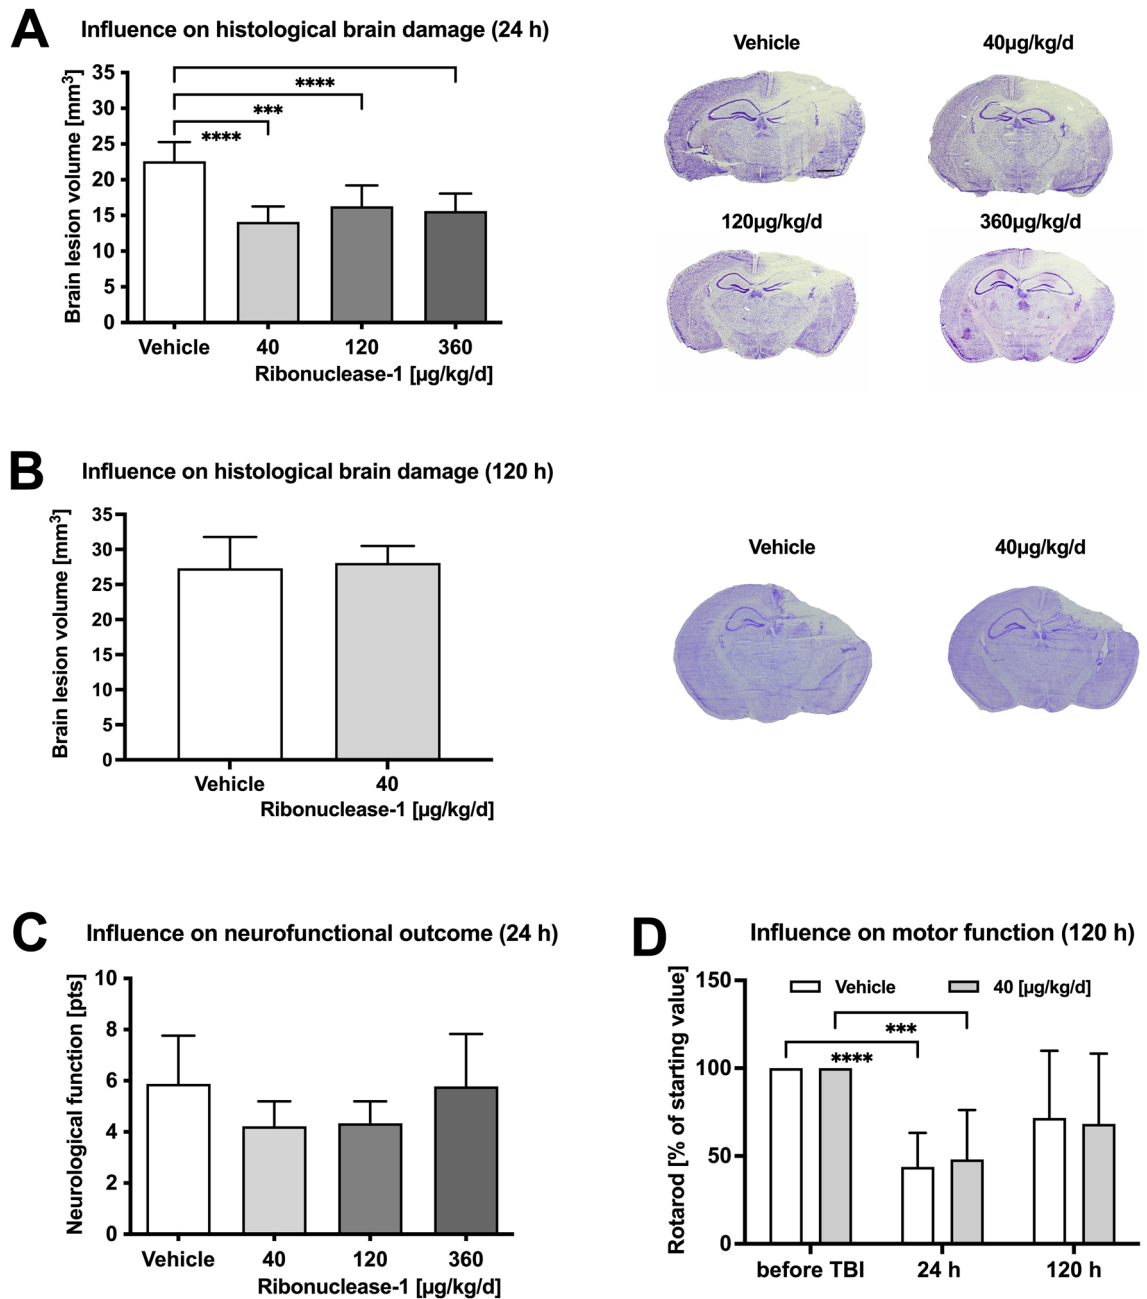 A
Influence on histological brain damage (24 h)
Brain lesion volume [mm³]
35
30
25
20
15
10
5
0
****
***
****
Vehicle 40 120 360
Ribonuclease-1 [µg/kg/d]
Vehicle 40µg/kg/d
120µg/kg/d 360µg/kg/d
B
Influence on histological brain damage (120 h)
Brain lesion volume [mm³]
35
30
25
20
15
10
5
0
Vehicle 40
Ribonuclease-1 [µg/kg/d]
Vehicle 40µg/kg/d
C
Influence on neurofunctional outcome (24 h)
Neurological function [pts]
10
8
6
4
2
0
Vehicle 40 120 360
Ribonuclease-1 [µg/kg/d]
D
Influence on motor function (120 h)
Rotarod [% of starting value]
150
100
50
0
Vehicle 40 [µg/kg/d]
***
****
before TBI 24 h 120 h